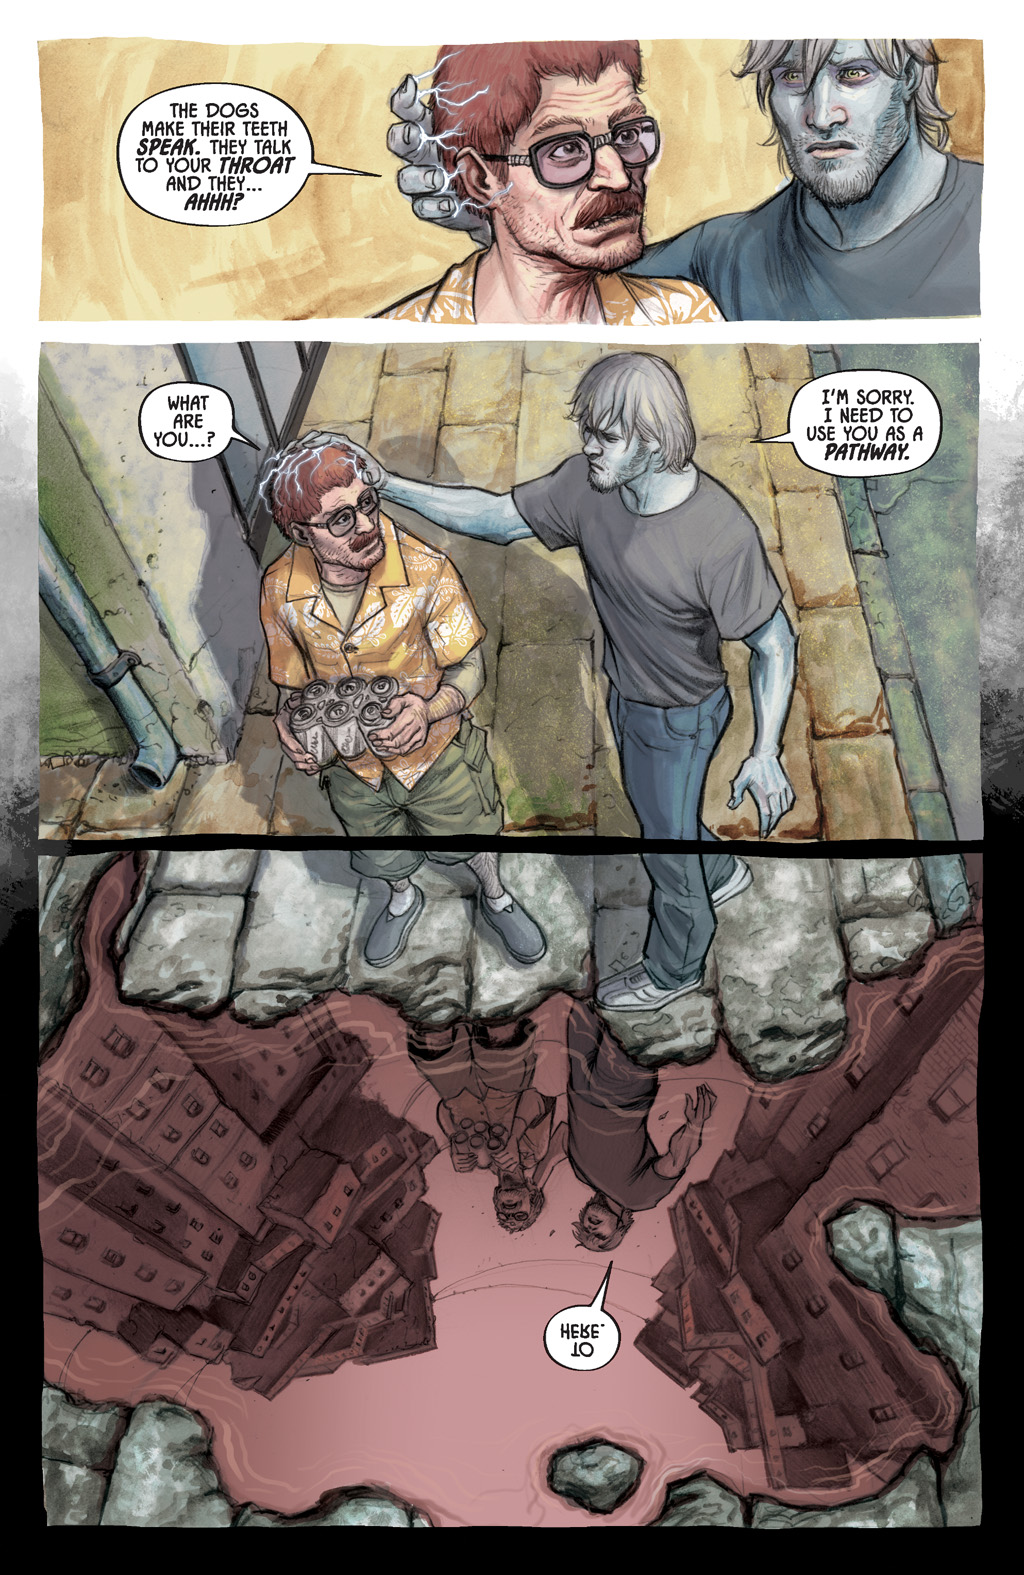 THE DOGS
MAKE THEIR TEETH
SPEAK. THEY TALK
TO YOUR THROAT
AND THEY...
AHHH?
WHAT
ARE
YOU...?
I'M SORRY.
I NEED TO
USE YOU AS A
PATHWAY.
TO
HERE.